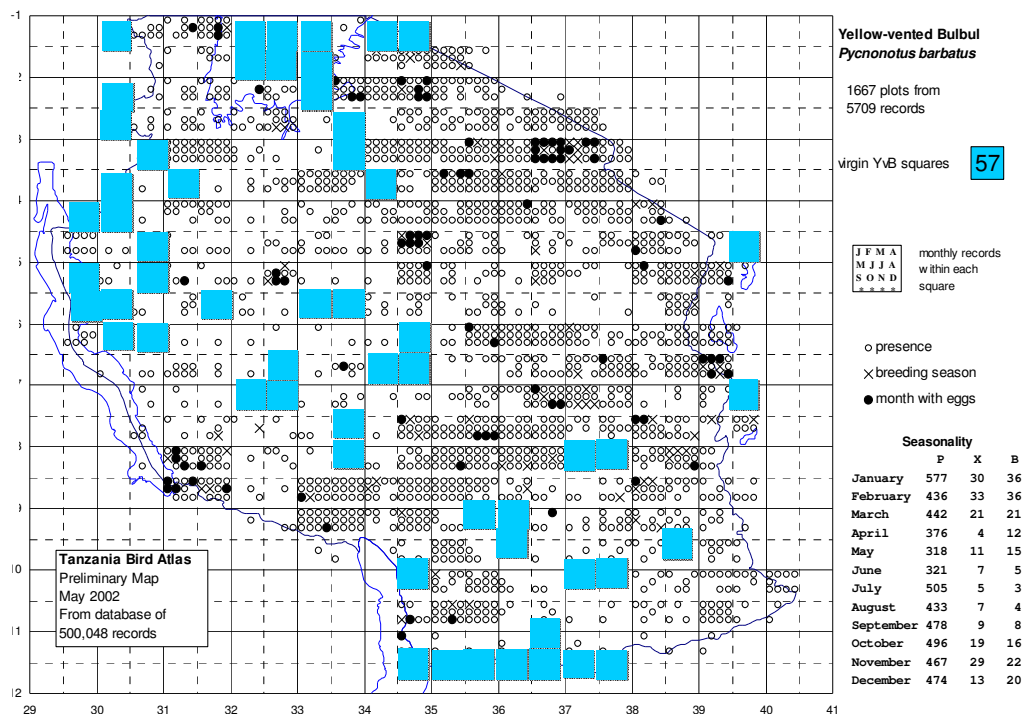 -1
-2
-3
-4
-5
-6
-7
-8
-9
-10
-11
-12
29 30 31 32 33 34 35 36 37 38 39 40 41
Tanzania Bird Atlas
Preliminary Map
May 2002
From database of
500,048 records
Yellow-vented Bulbul
Pycnonotus barbatus
1667 plots from
5709 records
virgin YvB squares 57
J F M A
M J J A
S O N D
* * * *
monthly records
within each
square
presence
breeding season
month with eggs
Seasonality
P X B
January 577 30 36
February 436 33 36
March 442 21 21
April 376 4 12
May 318 11 15
June 321 7 5
July 505 5 3
August 433 7 4
September 478 9 8
October 496 19 16
November 467 29 22
December 474 13 20